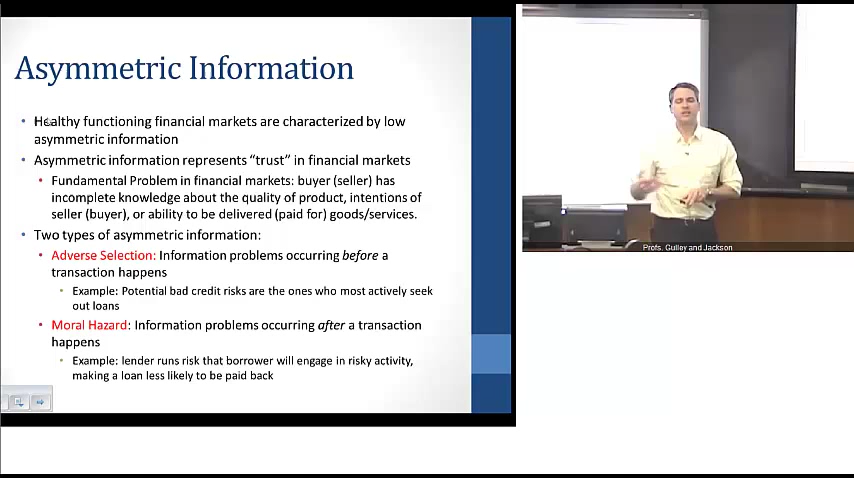 Asymmetric Information
• Healthy functioning financial markets are characterized by low
asymmetric information
• Asymmetric information represents “trust” in financial markets
• Fundamental Problem in financial markets: buyer (seller) has
incomplete knowledge about the quality of product, intentions of
seller (buyer), or ability to be delivered (paid for) goods/services.
• Two types of asymmetric information:
• Adverse Selection: Information problems occurring before a
transaction happens
• Example: Potential bad credit risks are the ones who most actively seek
out loans
• Moral Hazard: Information problems occurring after a transaction
happens
• Example: lender runs risk that borrower will engage in risky activity,
making a loan less likely to be paid back
Profs. Gulley and Jackson